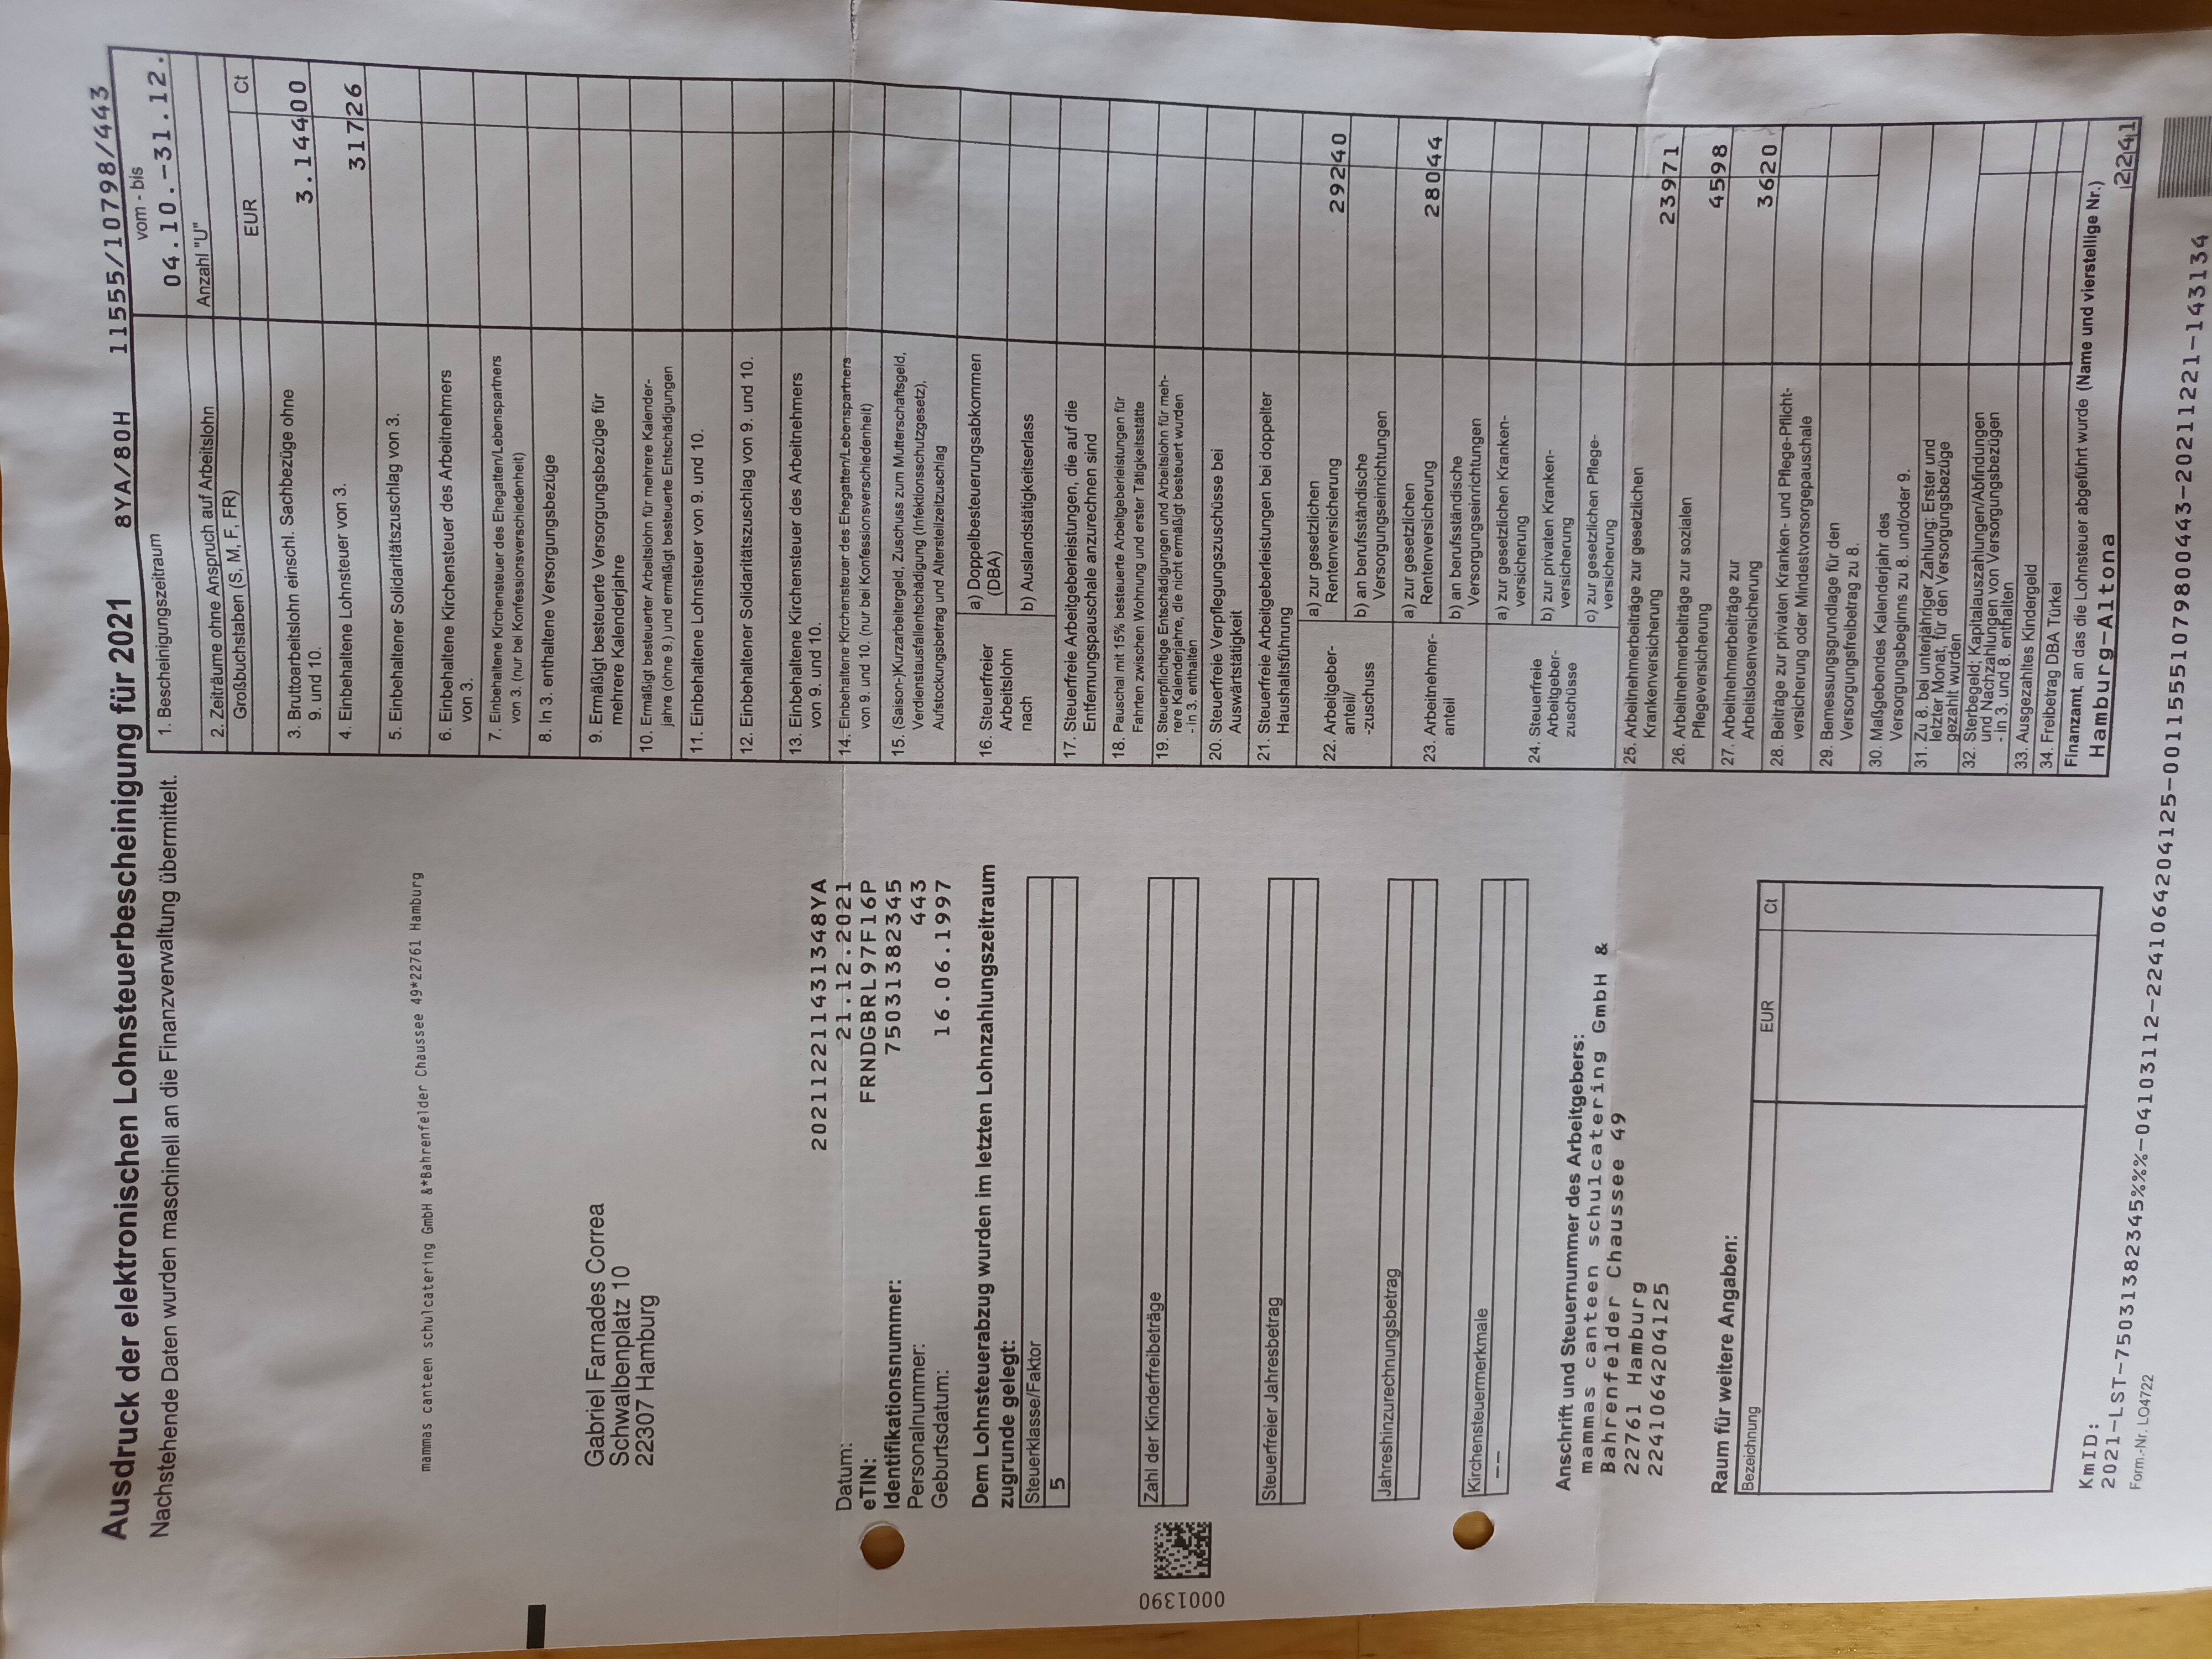 Ausdruck der elektronischen Lohnsteuerbescheinigung für 2021 8YA/80H 11555/10798/443
Nachstehende Daten wurden maschinell an die Finanzverwaltung übermittelt.
mammas canteen schulcatering GmbH &*Bahrenfelder Chaussee 49*22761 Hamburg
Gabriel Farnades Correa
Schwalbenplatz 10
22307 Hamburg
202112211431348YA
Datum: 21.12.2021
eTIN: FRNDGBRL97F16P
Identifikationsnummer: 75031382345
Personalnummer: 443
Geburtsdatum: 16.06.1997
Dem Lohnsteuerabzug wurden im letzten Lohnzahlungszeitraum
zugrunde gelegt:
Steuerklasse/Faktor
5
Zahl der Kinderfreibeträge
0001390
Steuerfreier Jahresbetrag
Jahreshinzurechnungsbetrag
Kirchensteuermerkmale
--
Anschrift und Steuernummer des Arbeitgebers:
mammas canteen schulcatering GmbH &
Bahrenfelder Chaussee 49
22761 Hamburg
2241064204125
Raum für weitere Angaben:
Bezeichnung EUR Ct
1. Bescheinigungszeitraum vom - bis
04.10.-31.12.
2. Zeiträume ohne Anspruch auf Arbeitslohn Anzahl "U"
Großbuchstaben (S, M, F, FR)
EUR Ct
3. Bruttoarbeitslohn einschl. Sachbezüge ohne
9. und 10. 3.144 00
4. Einbehaltene Lohnsteuer von 3. 317 26
5. Einbehaltener Solidaritätszuschlag von 3.
6. Einbehaltene Kirchensteuer des Arbeitnehmers
von 3.
7. Einbehaltene Kirchensteuer des Ehegatten/Lebenspartners
von 3. (nur bei Konfessionsverschiedenheit)
8. In 3. enthaltene Versorgungsbezüge
9. Ermäßigt besteuerte Versorgungsbezüge für
mehrere Kalenderjahre
10. Ermäßigt besteuerter Arbeitslohn für mehrere Kalender-
jahre (ohne 9.) und ermäßigt besteuerte Entschädigungen
11. Einbehaltene Lohnsteuer von 9. und 10.
12. Einbehaltener Solidaritätszuschlag von 9. und 10.
13. Einbehaltene Kirchensteuer des Arbeitnehmers
von 9. und 10.
14. Einbehaltene Kirchensteuer des Ehegatten/Lebenspartners
von 9. und 10. (nur bei Konfessionsverschiedenheit)
15. (Saison-)Kurzarbeitergeld, Zuschuss zum Mutterschaftsgeld,
Verdienstausfallentschädigung (Infektionsschutzgesetz),
Aufstockungsbetrag und Altersteilzeitzuschlag
16. Steuerfreier
Arbeitslohn
nach
a) Doppelbesteuerungsabkommen
(DBA)
b) Auslandstätigkeitserlass
17. Steuerfreie Arbeitgeberleistungen, die auf die
Entfernungspauschale anzurechnen sind
18. Pauschal mit 15% besteuerte Arbeitgeberleistungen für
Fahrten zwischen Wohnung und erster Tätigkeitsstätte
19. Steuerpflichtige Entschädigungen und Arbeitslohn für meh-
rere Kalenderjahre, die nicht ermäßigt besteuert wurden
- in 3. enthalten
20. Steuerfreie Verpflegungszuschüsse bei
Auswärtstätigkeit
21. Steuerfreie Arbeitgeberleistungen bei doppelter
Haushaltsführung
22. Arbeitgeber-
anteil/
-zuschuss
a) zur gesetzlichen
Rentenversicherung 292 40
b) an berufsständische
Versorgungseinrichtungen
23. Arbeitnehmer-
anteil
a) zur gesetzlichen
Rentenversicherung 280 44
b) an berufsständische
Versorgungseinrichtungen
24. Steuerfreie
Arbeitgeber-
zuschüsse
a) zur gesetzlichen Kranken-
versicherung
b) zur privaten Kranken-
versicherung
c) zur gesetzlichen Pflege-
versicherung
25. Arbeitnehmerbeiträge zur gesetzlichen
Krankenversicherung 239 71
26. Arbeitnehmerbeiträge zur sozialen
Pflegeversicherung 45 98
27. Arbeitnehmerbeiträge zur
Arbeitslosenversicherung 36 20
28. Beiträge zur privaten Kranken- und Pflege-Pflicht-
versicherung oder Mindestvorsorgepauschale
29. Bemessungsgrundlage für den
Versorgungsfreibetrag zu 8.
30. Maßgebendes Kalenderjahr des
Versorgungsbeginns zu 8. und/oder 9.
31. Zu 8. bei unterjähriger Zahlung: Erster und
letzter Monat, für den Versorgungsbezüge
gezahlt wurden
32. Sterbegeld; Kapitalauszahlungen/Abfindungen
und Nachzahlungen von Versorgungsbezügen
- in 3. und 8. enthalten
33. Ausgezahltes Kindergeld
34. Freibetrag DBA Türkei
Finanzamt, an das die Lohnsteuer abgeführt wurde (Name und vierstellige Nr.)
Hamburg-Altona 2241
KmID:
2021-LST-75031382345%%%-04103112-2241064204125-00115551079800443-20211221-143134
Form.-Nr. LO4722